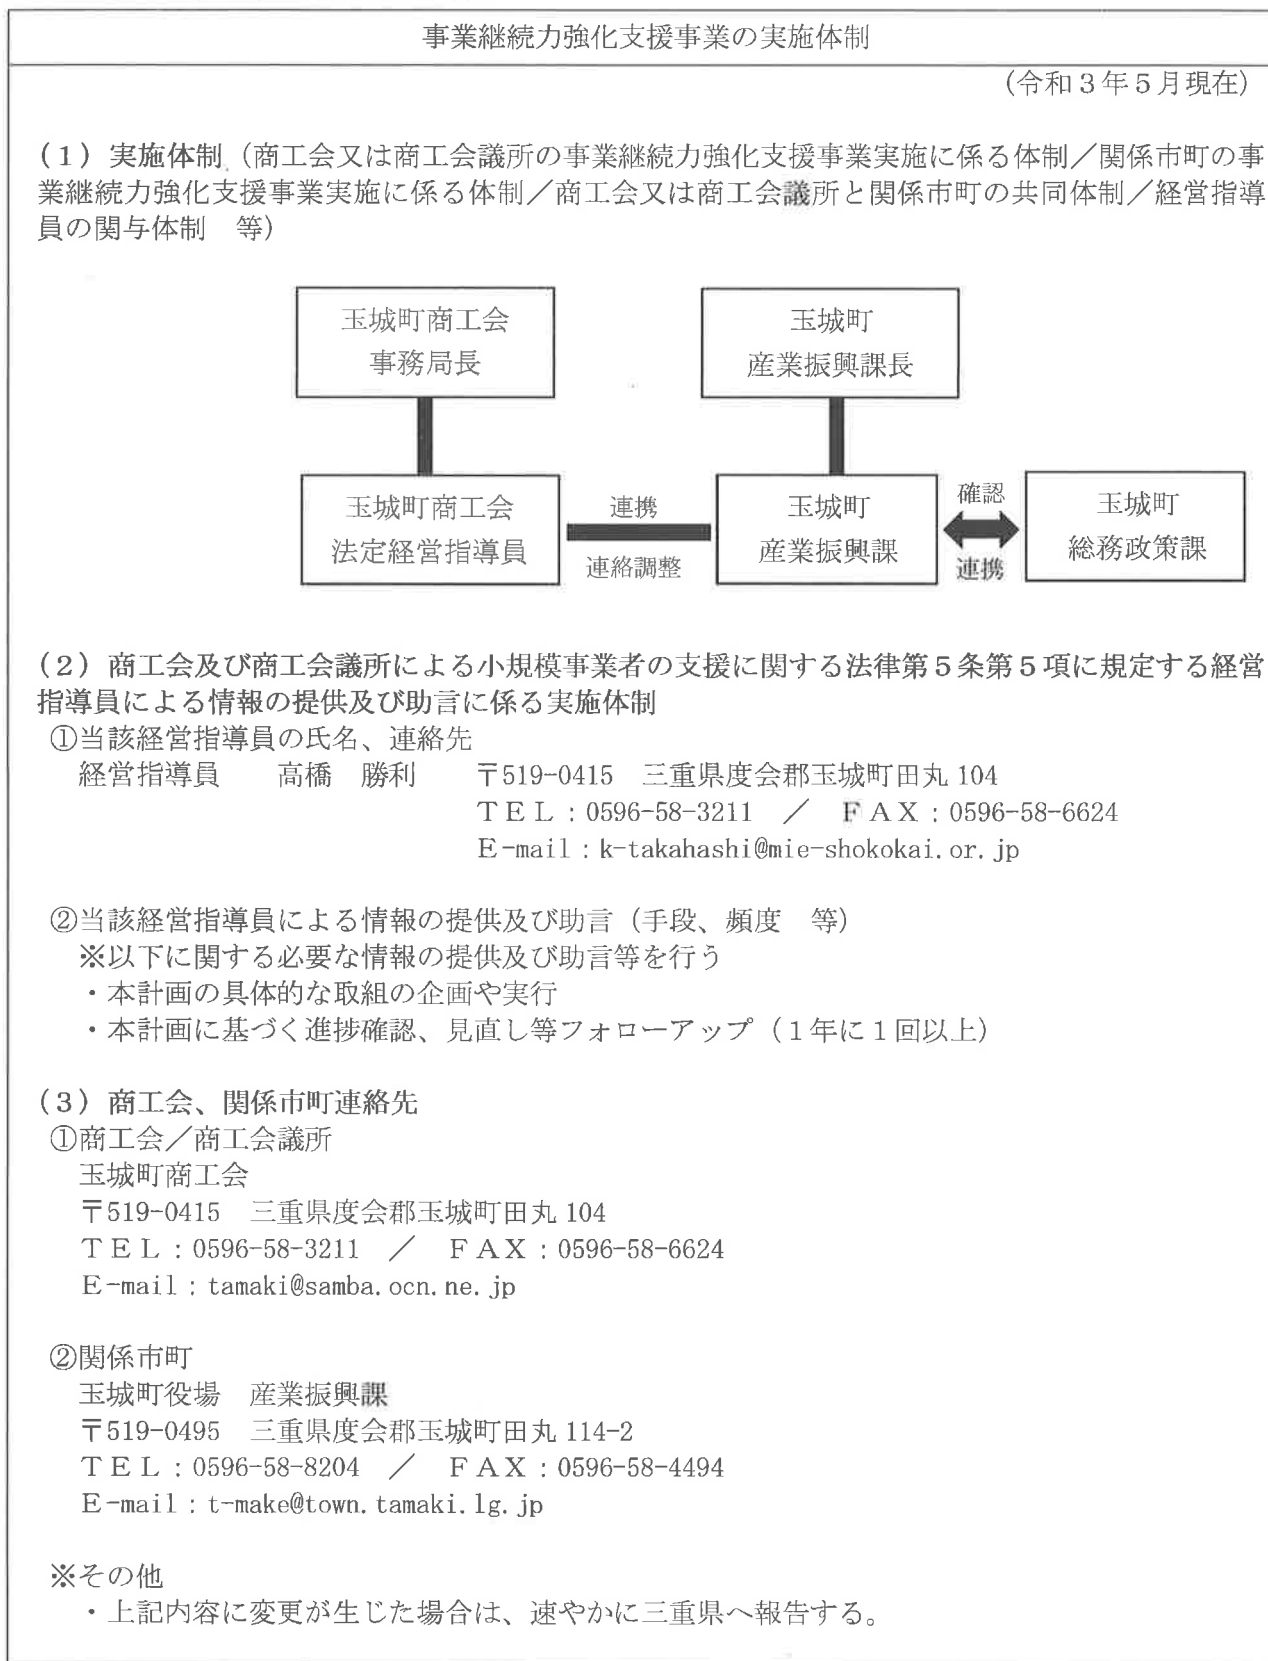 事業継続力強化支援事業の実施体制
(令和3年5月現在)
(1) 実施体制(商工会又は商工会議所の事業継続力強化支援事業実施に係る体制/関係市町の事
業継続力強化支援事業実施に係る体制/商工会又は商工会議所と関係市町の共同体制/経営指導
員の関与体制 等)
玉城町商工会
事務局長
玉城町
産業振興課長
玉城町商工会
法定経営指導員
連携
連絡調整
玉城町
産業振興課
確認
連携
玉城町
総務政策課
(2) 商工会及び商工会議所による小規模事業者の支援に関する法律第5条第5項に規定する経営
指導員による情報の提供及び助言に係る実施体制
①当該経営指導員の氏名、連絡先
経営指導員 高橋 勝利 〒519-0415 三重県度会郡玉城町田丸 104
TEL:0596-58-3211 / FAX:0596-58-6624
E-mail:k-takahashi@mie-shokokai.or.jp
②当該経営指導員による情報の提供及び助言(手段、頻度 等)
※以下に関する必要な情報の提供及び助言等を行う
・本計画の具体的な取組の企画や実行
・本計画に基づく進捗確認、見直し等フォローアップ(1年に1回以上)
(3) 商工会、関係市町連絡先
①商工会/商工会議所
玉城町商工会
〒519-0415 三重県度会郡玉城町田丸 104
TEL:0596-58-3211 / FAX:0596-58-6624
E-mail:tamaki@samba.ocn.ne.jp
②関係市町
玉城町役場 産業振興課
〒519-0495 三重県度会郡玉城町田丸 114-2
TEL:0596-58-8204 / FAX:0596-58-4494
E-mail:t-make@town.tamaki.lg.jp
※その他
・上記内容に変更が生じた場合は、速やかに三重県へ報告する。